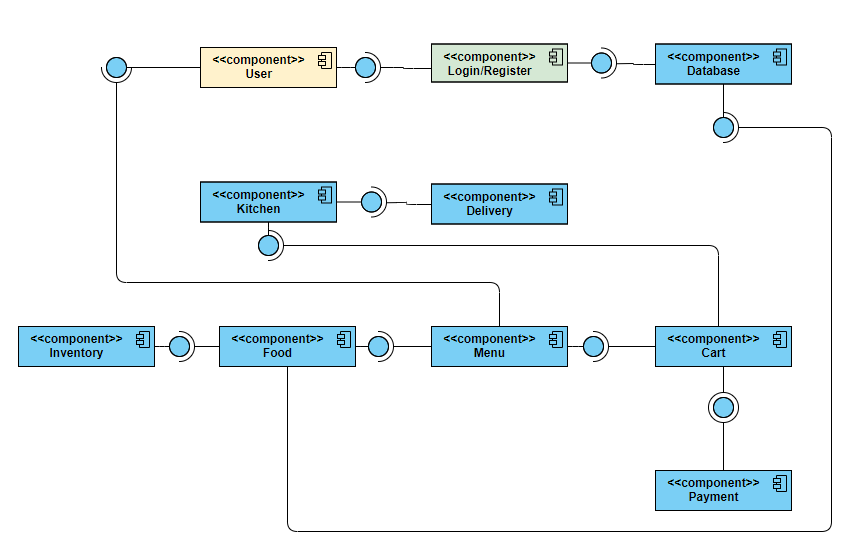 <<component>>
User
<<component>>
Login/Register
<<component>>
Database
<<component>>
Kitchen
<<component>>
Delivery
<<component>>
Inventory
<<component>>
Food
<<component>>
Menu
<<component>>
Cart
<<component>>
Payment